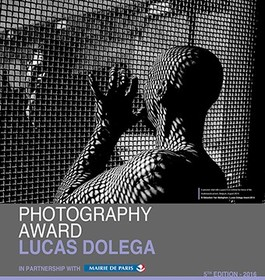 PHOTOGRAPHY
AWARD
LUCAS DOLEGA
IN PARTNERSHIP WITH MAIRIE DE PARIS
5TH EDITION - 2016